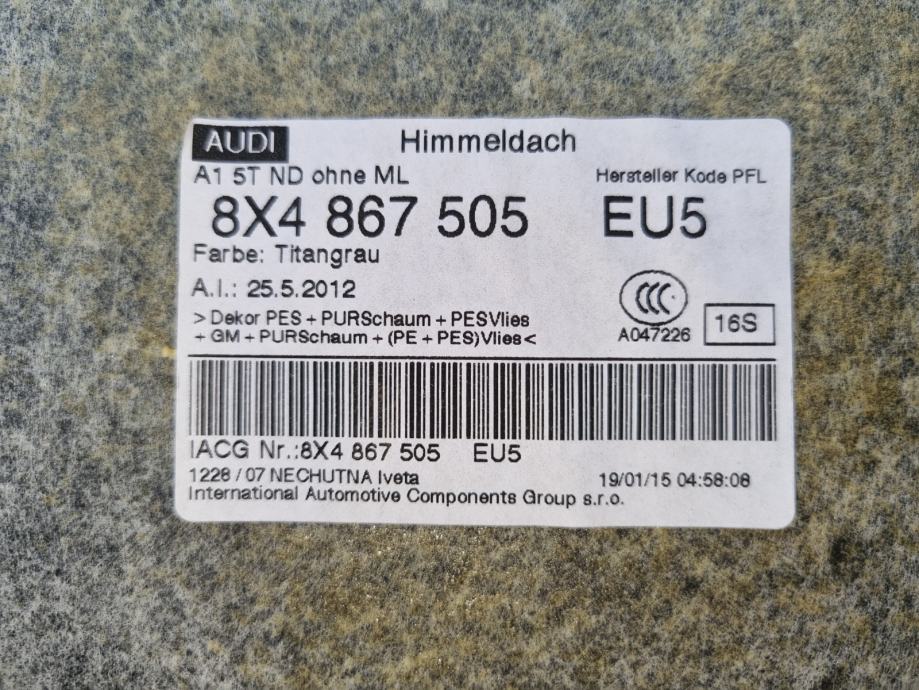 AUDI Himmeldach
A1 5T ND ohne ML Hersteller Kode PFL
8X4 867 505 EU5
Farbe: Titangrau
A.I.: 25.5.2012
CCC
>Dekor PES + PURSchaum + PESVlies
+ GM + PURSchaum + (PE + PES)Vlies<
A047226 16S
IACG Nr.:8X4 867 505 EU5
1228 / 07 NECHUTNA Iveta 19/01/15 04:58:08
International Automotive Components Group s.r.o.